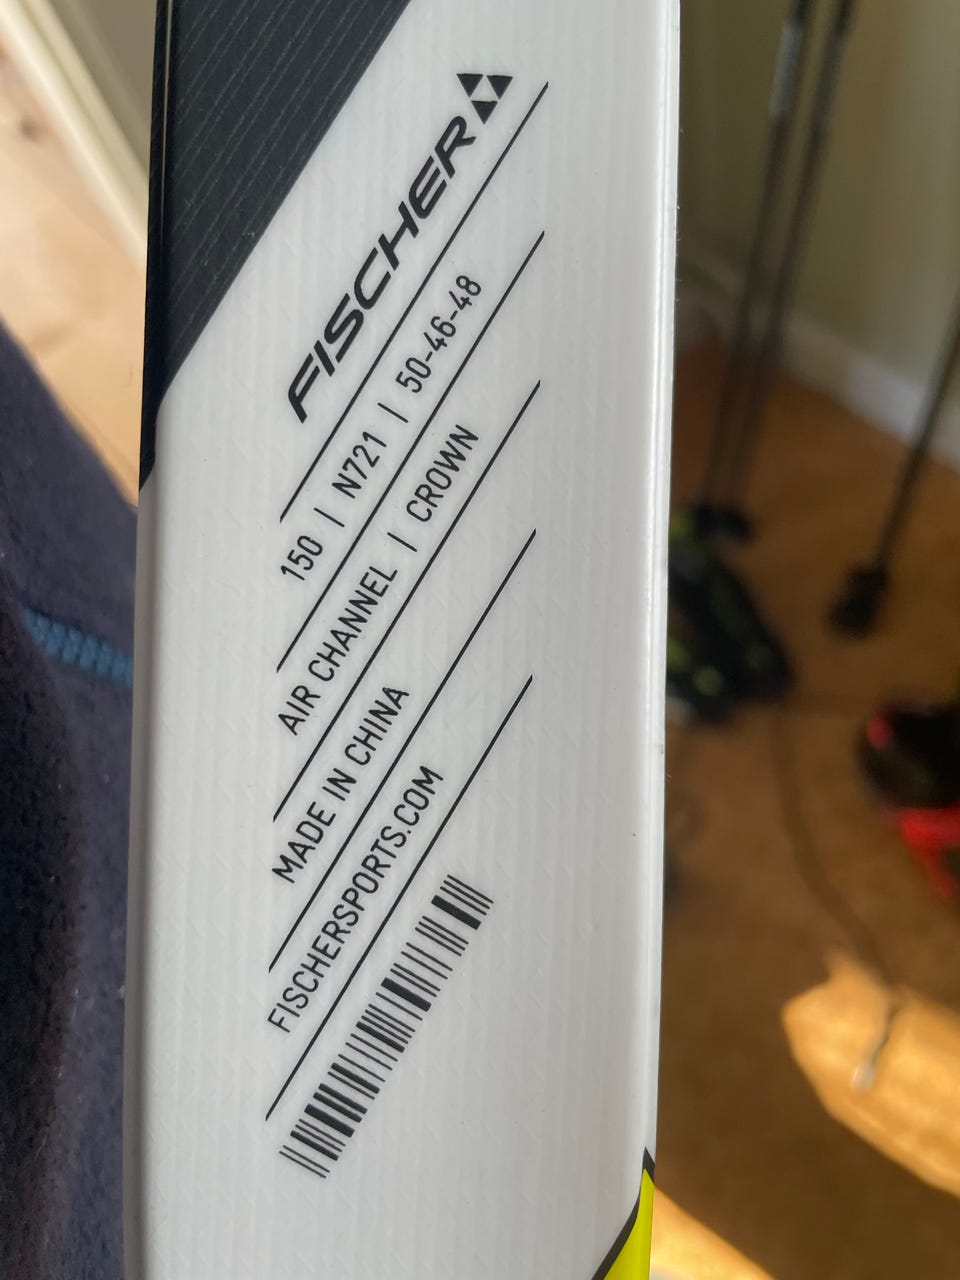 FISCHER
150 | N721 | 50-46-48
AIR CHANNEL | CROWN
MADE IN CHINA
FISCHERSPORTS.COM